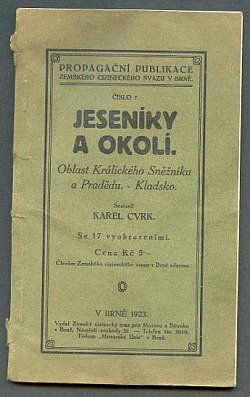 PROPAGAČNÍ PUBLIKACE
ZEMSKÉHO CIZINECKÉHO SVAZU V BRNĚ.
ČÍSLO 7.
JESENÍKY
A OKOLÍ.
Oblast Králického Sněžníku
a Pradědu. - Kladsko.
Sestavil
KAREL CVRK.
Se 17 vyobrazeními.
Cena Kč 5·-
Členům Zemského cizineckého svazu v Brně zdarma.
V BRNĚ 1923.
Vydal Zemský cizinecký svaz pro Moravu a Slezsko
v Brně, Náměstí svobody 21. — Telefon čís. 3019.
Tiskem „Moravské Unie" v Brně.